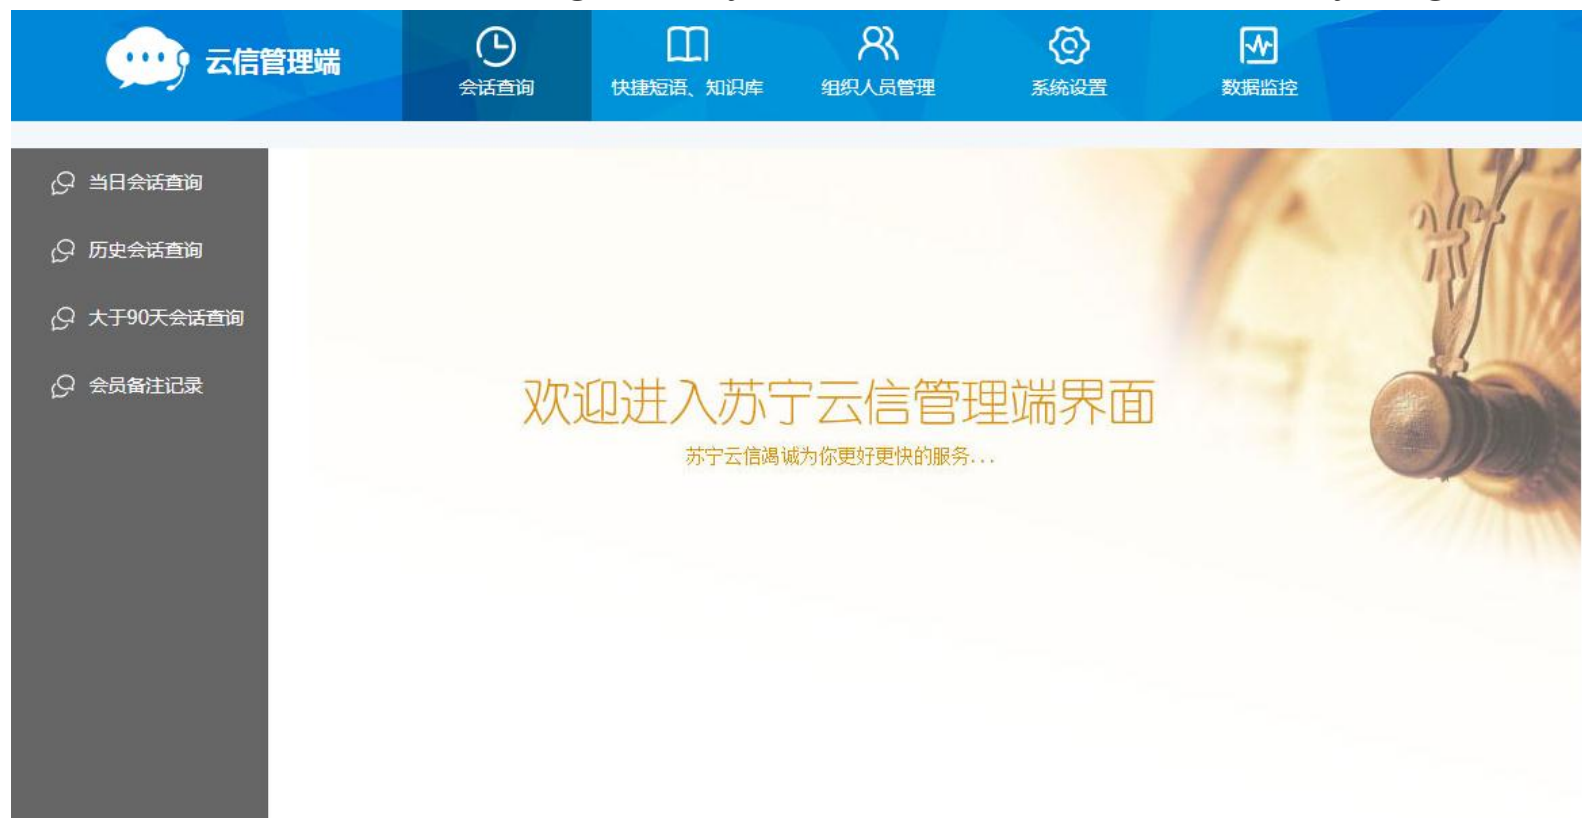 云信管理端
会话查询
快捷短语、知识库
组织人员管理
系统设置
数据监控
当日会话查询
历史会话查询
大于90天会话查询
会员备注记录
欢迎进入苏宁云信管理端界面
苏宁云信竭诚为你更好更快的服务...